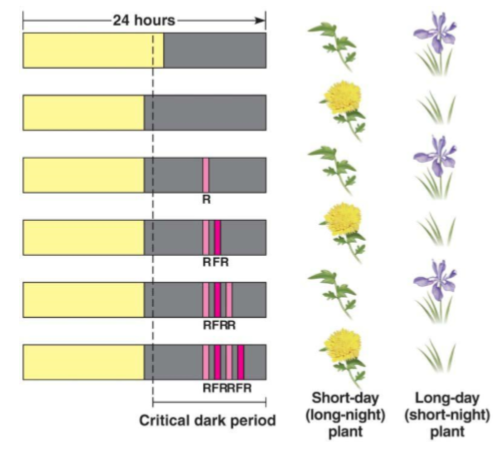 24 hours
R
RFR
RFRR
RFRRFR
Critical dark period
Short-day
(long-night)
plant
Long-day
(short-night)
plant